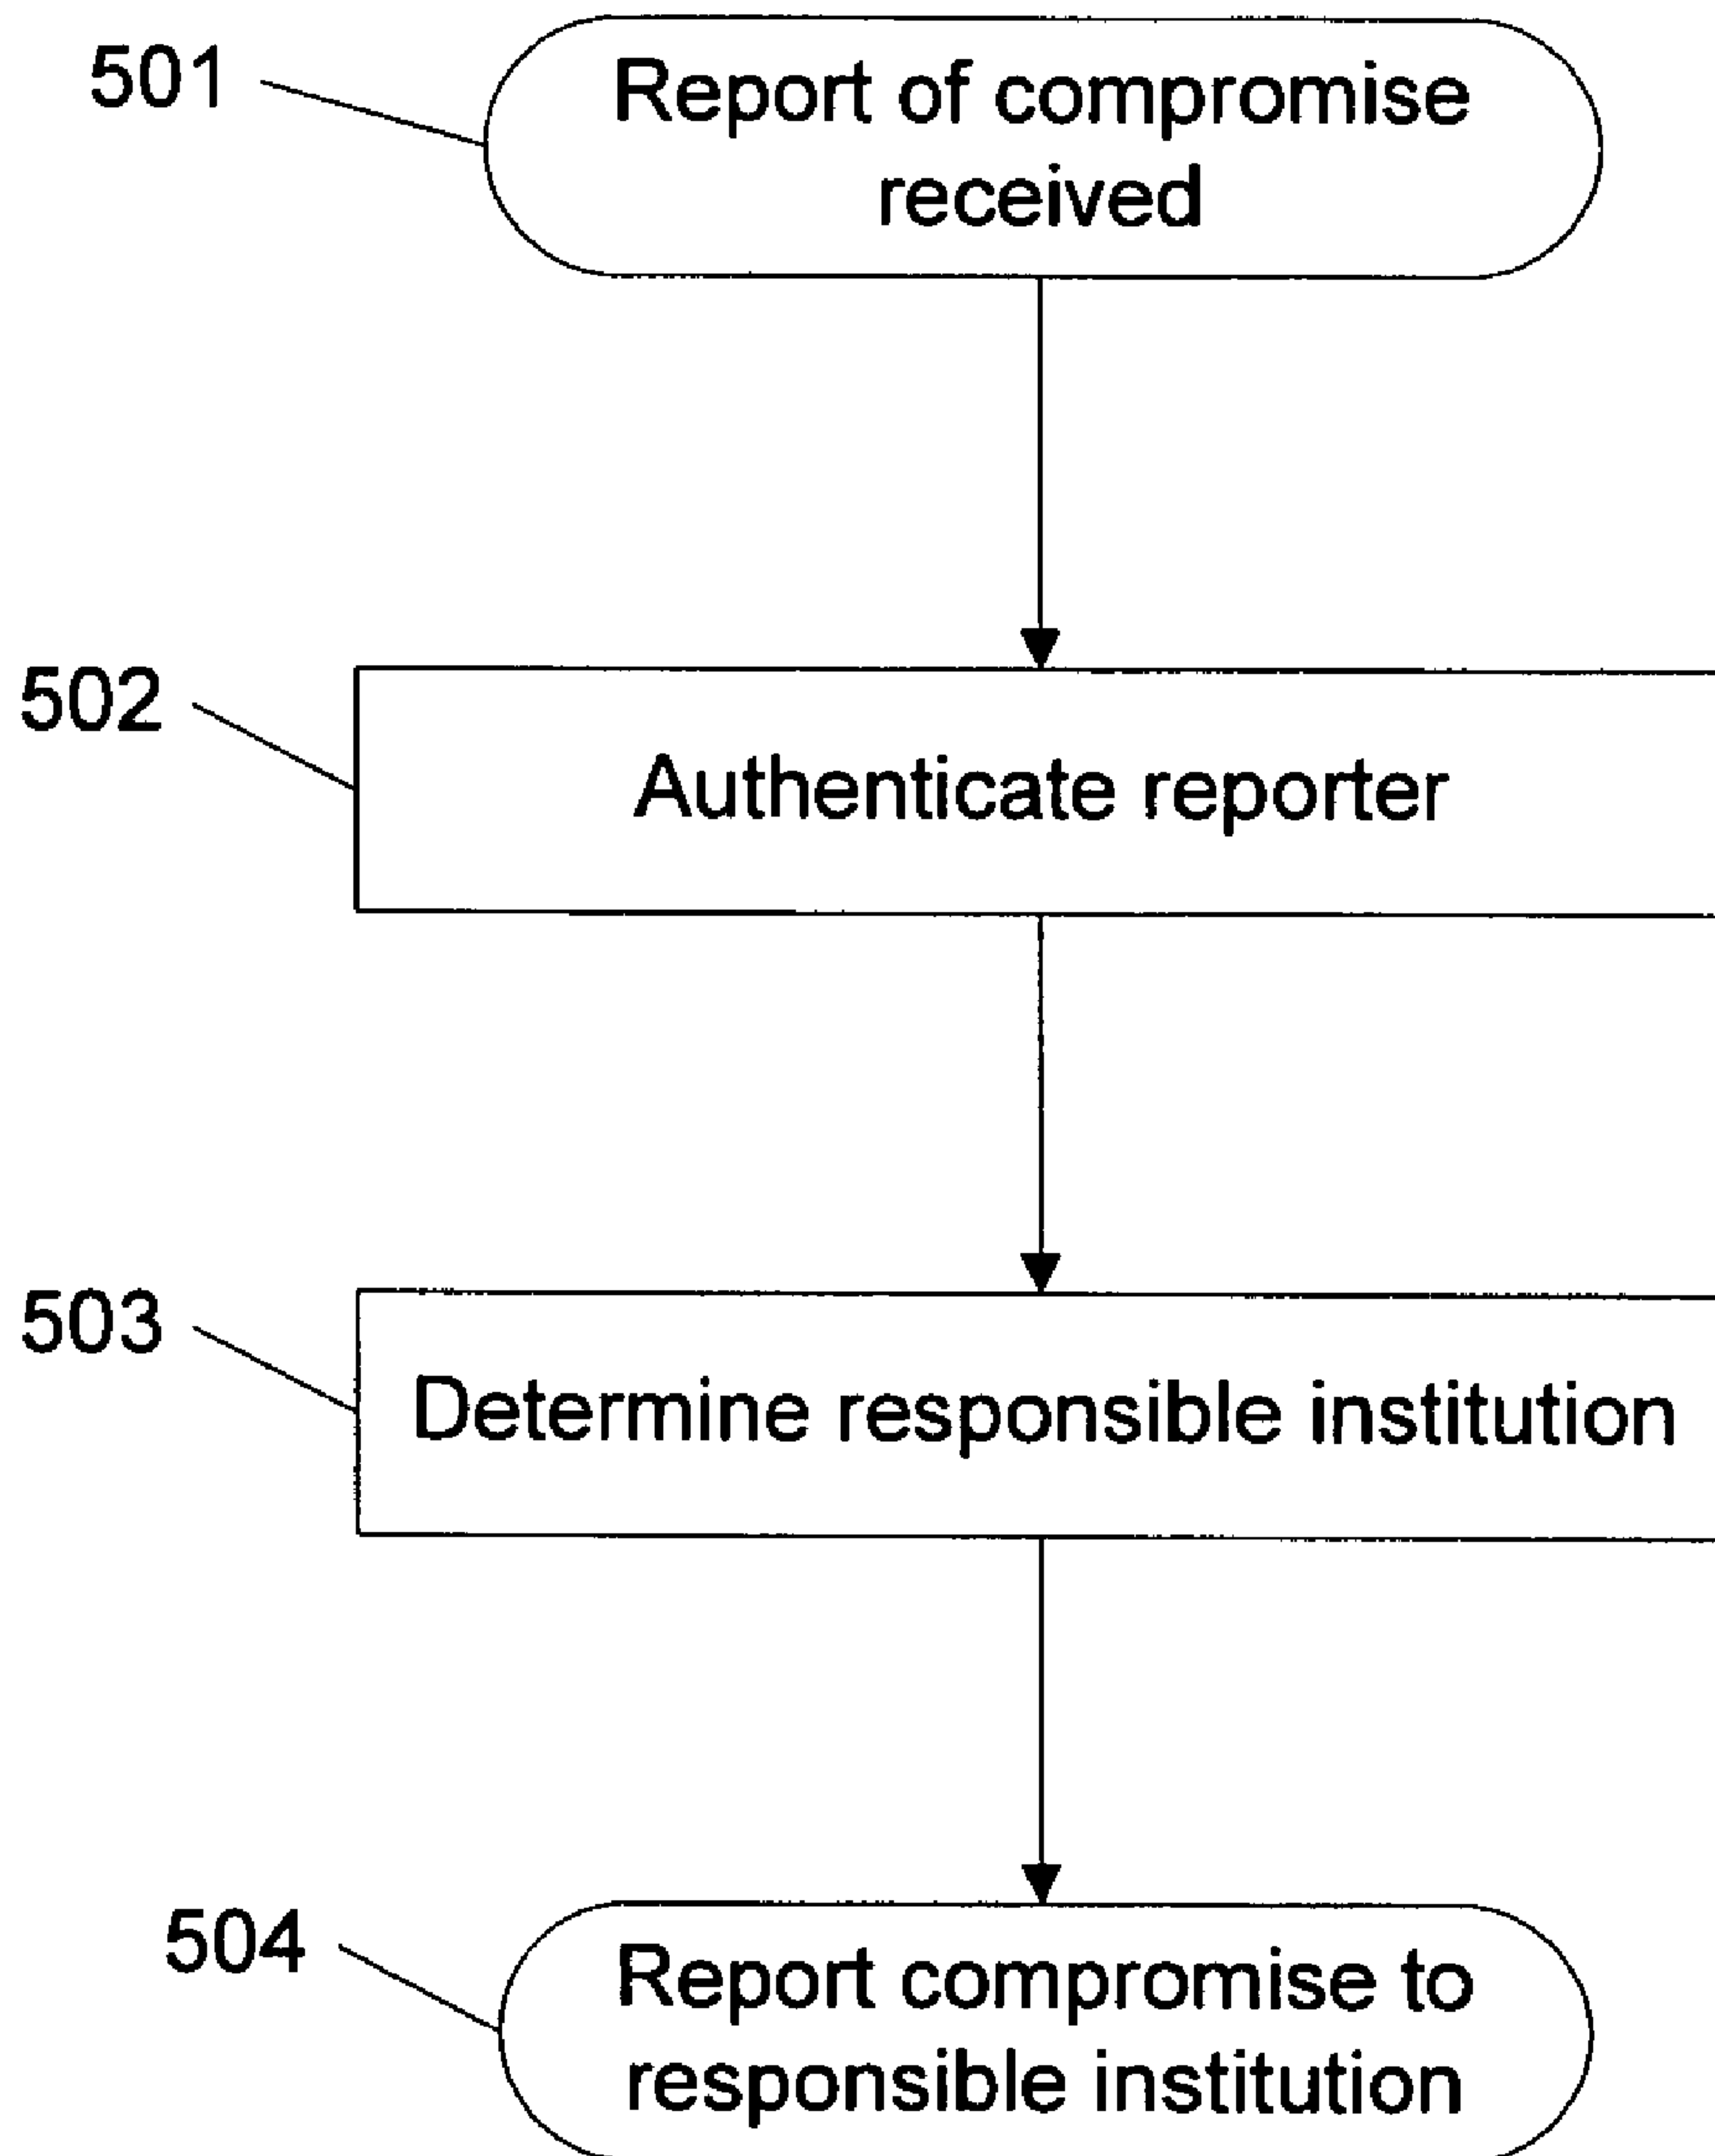 501
Report of compromise
received
502
Authenticate reporter
503
Determine responsible institution
504
Report compromise to
responsible institution